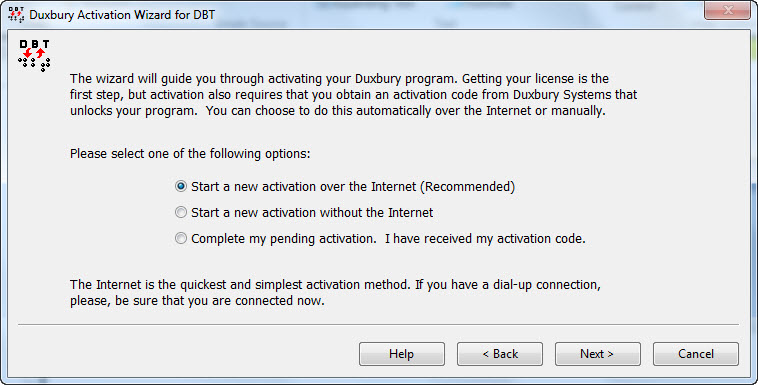 Duxbury Activation Wizard for DBT
D B T
The wizard will guide you through activating your Duxbury program. Getting your license is the
first step, but activation also requires that you obtain an activation code from Duxbury Systems that
unlocks your program.  You can choose to do this automatically over the Internet or manually.
Please select one of the following options:
Start a new activation over the Internet (Recommended)
Start a new activation without the Internet
Complete my pending activation.  I have received my activation code.
The Internet is the quickest and simplest activation method. If you have a dial-up connection,
please, be sure that you are connected now.
Help
< Back
Next >
Cancel